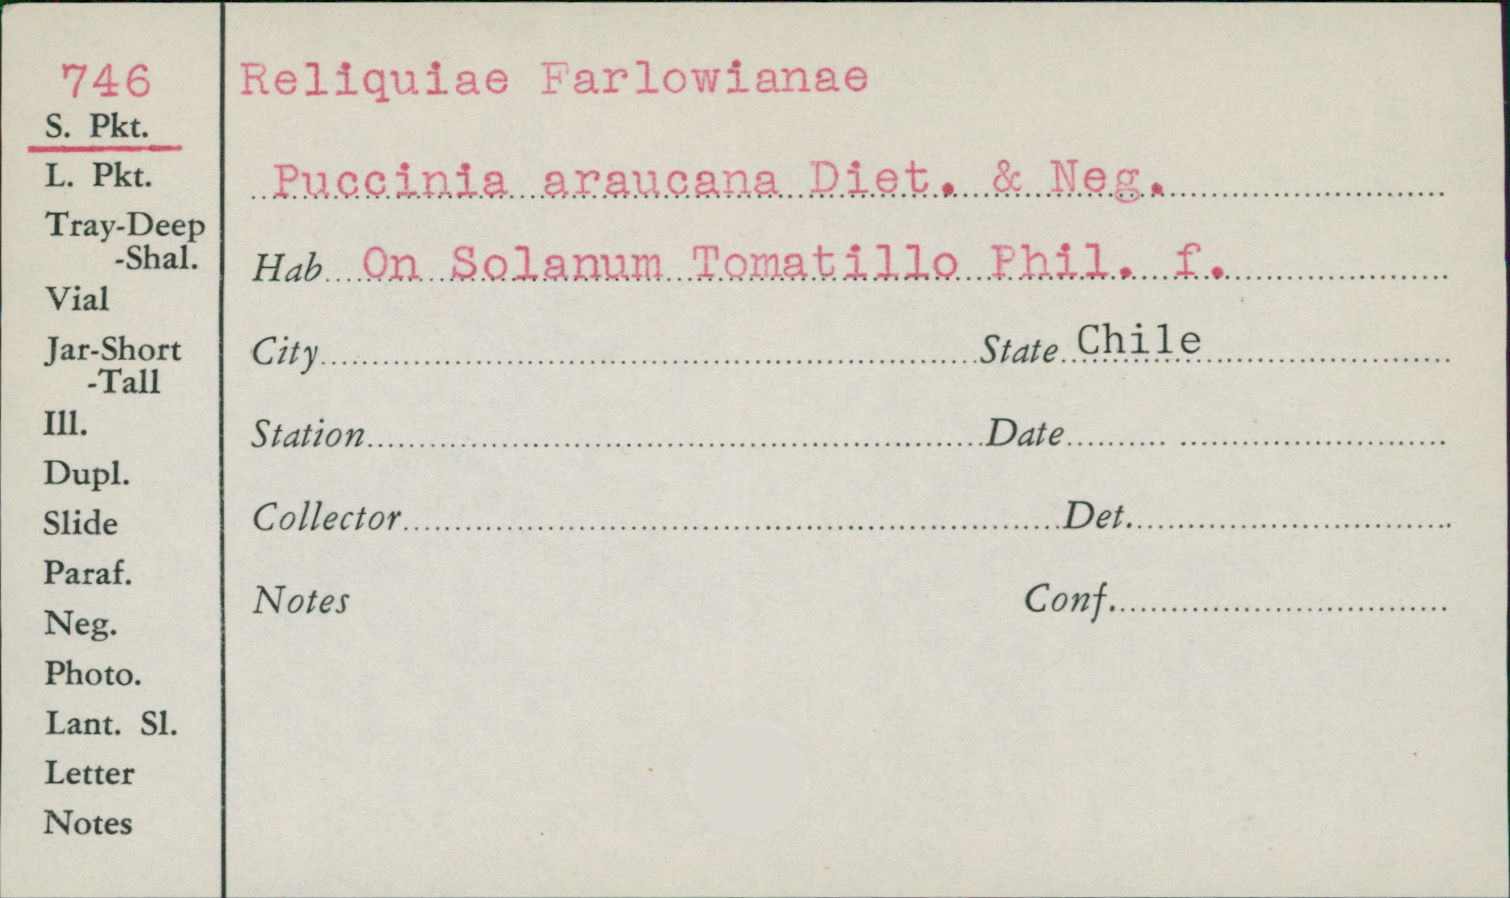 746
S. Pkt.
L. Pkt.
Tray-Deep
-Shal.
Vial
Jar-Short
-Tall
Ill.
Dupl.
Slide
Paraf.
Neg.
Photo.
Lant. Sl.
Letter
Notes
Reliquiae Farlowianae
Puccinia araucana Diet. & Neg.
Hab On Solanum Tomatillo Phil. f.
City State Chile
Station Date
Collector Det.
Notes Conf.